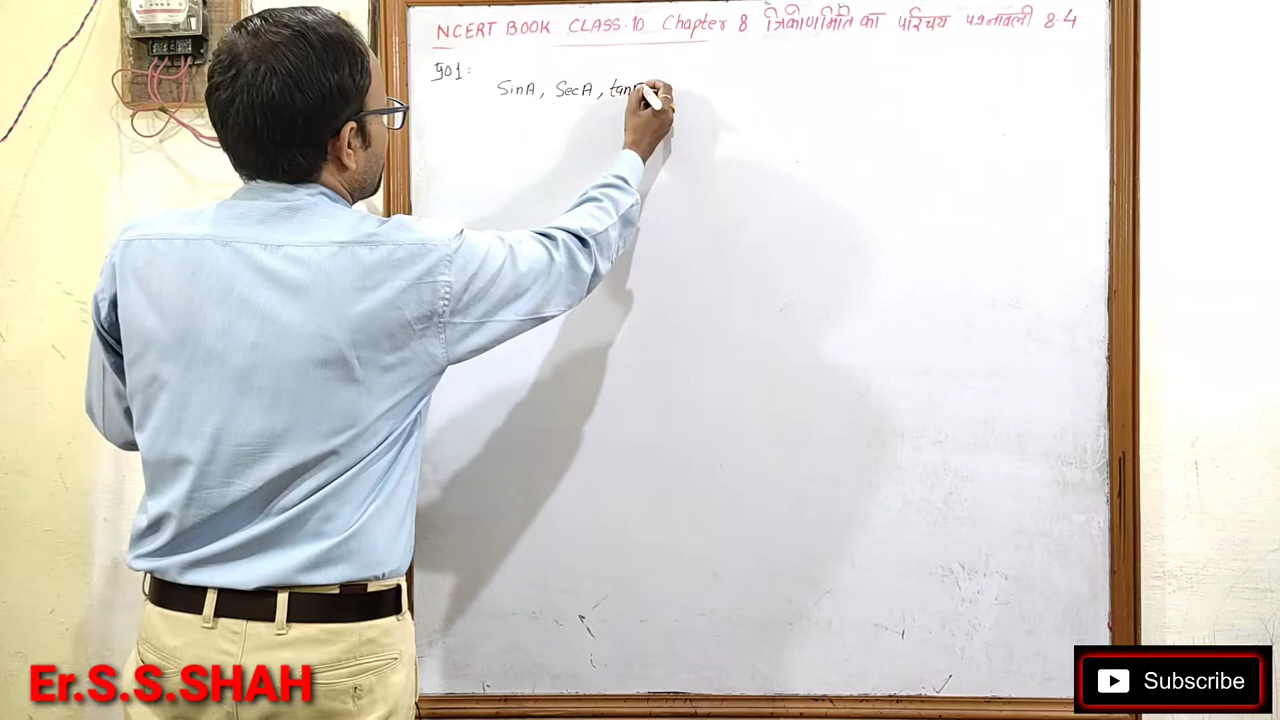 NCERT BOOK CLASS.10 Chapter 8 त्रिकोणमिति का परिचय प्रश्नावली 8.4
प्र01:
SinA, SecA, tan
Er.S.S.SHAH
Subscribe